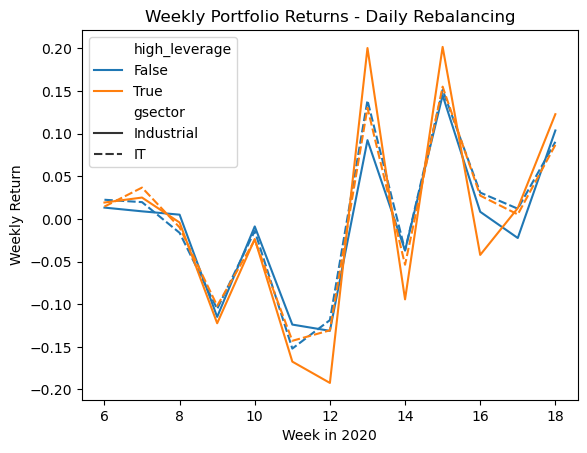 Weekly Portfolio Returns - Daily Rebalancing
high_leverage
False
True
gsector
Industrial
IT
Weekly Return
0.20
0.15
0.10
0.05
0.00
−0.05
−0.10
−0.15
−0.20
6 8 10 12 14 16 18
Week in 2020